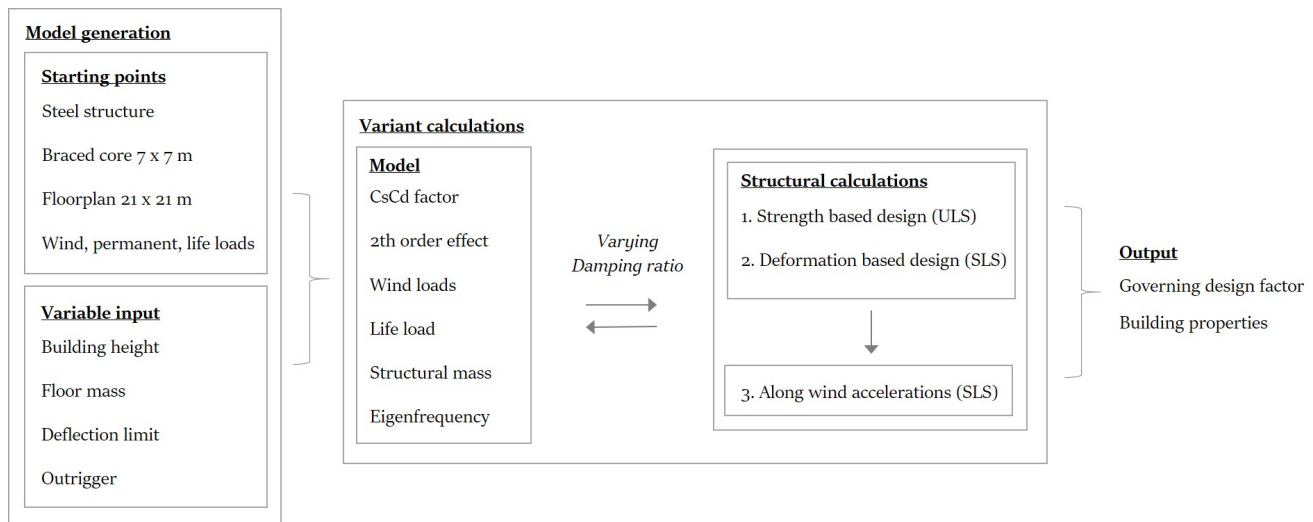 Model generation
Starting points
Steel structure
Braced core 7 x 7 m
Floorplan 21 x 21 m
Wind, permanent, life loads
Variable input
Building height
Floor mass
Deflection limit
Outrigger
Variant calculations
Model
CsCd factor
2th order effect
Wind loads
Life load
Structural mass
Eigenfrequency
Varying
Damping ratio
Structural calculations
1. Strength based design (ULS)
2. Deformation based design (SLS)
3. Along wind accelerations (SLS)
Output
Governing design factor
Building properties